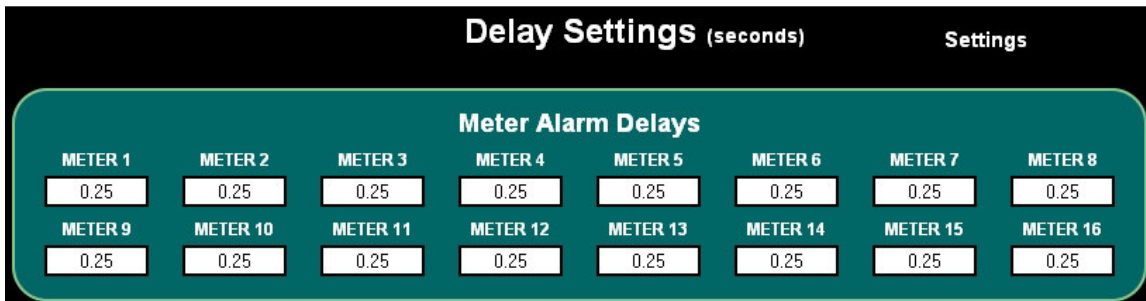 Delay Settings (seconds)
Settings
Meter Alarm Delays
METER 1 METER 2 METER 3 METER 4 METER 5 METER 6 METER 7 METER 8
0.25 0.25 0.25 0.25 0.25 0.25 0.25 0.25
METER 9 METER 10 METER 11 METER 12 METER 13 METER 14 METER 15 METER 16
0.25 0.25 0.25 0.25 0.25 0.25 0.25 0.25